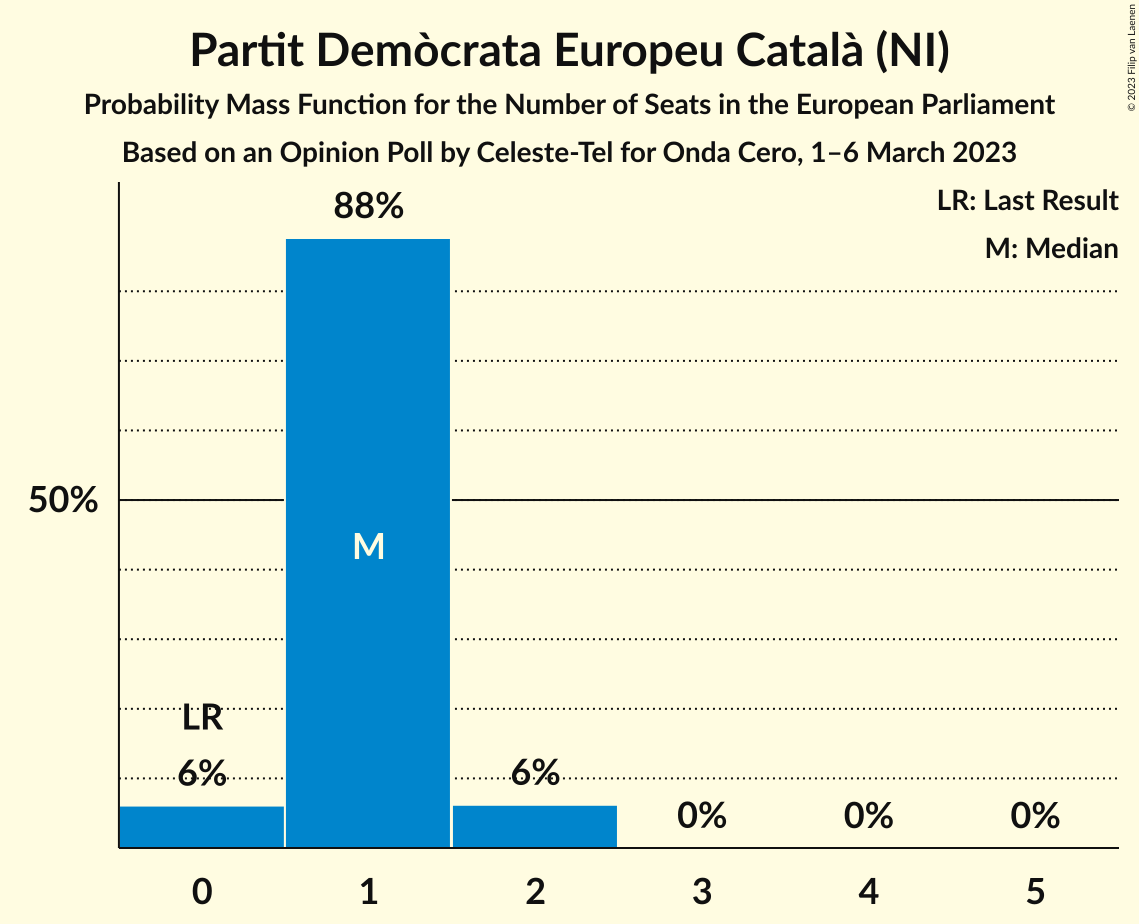 Partit Demòcrata Europeu Català (NI)
Probability Mass Function for the Number of Seats in the European Parliament
Based on an Opinion Poll by Celeste-Tel for Onda Cero, 1–6 March 2023
© 2023 Filip van Laenen
LR: Last Result
M: Median
88%
50%
M
LR
6%
6%
0%
0%
0%
0
1
2
3
4
5